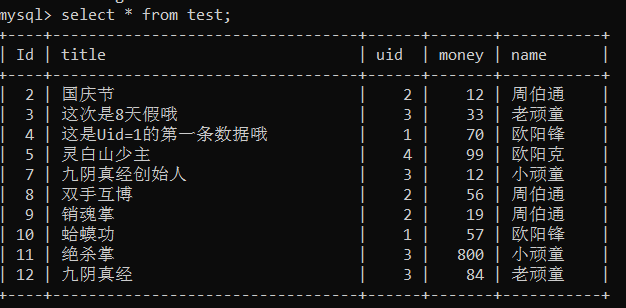 mysql> select * from test;
+----+--------------------------------+------+-------+-----------+
| Id | title | uid | money | name |
+----+--------------------------------+------+-------+-----------+
| 2 | 国庆节 | 2 | 12 | 周伯通 |
| 3 | 这次是8天假哦 | 3 | 33 | 老顽童 |
| 4 | 这是Uid=1的第一条数据哦 | 1 | 70 | 欧阳锋 |
| 5 | 灵白山少主 | 4 | 99 | 欧阳克 |
| 7 | 九阴真经创始人 | 3 | 12 | 小顽童 |
| 8 | 双手互博 | 2 | 56 | 周伯通 |
| 9 | 销魂掌 | 2 | 19 | 周伯通 |
| 10 | 蛤蟆功 | 1 | 57 | 欧阳锋 |
| 11 | 绝杀掌 | 3 | 800 | 小顽童 |
| 12 | 九阴真经 | 3 | 84 | 老顽童 |
+----+--------------------------------+------+-------+-----------+